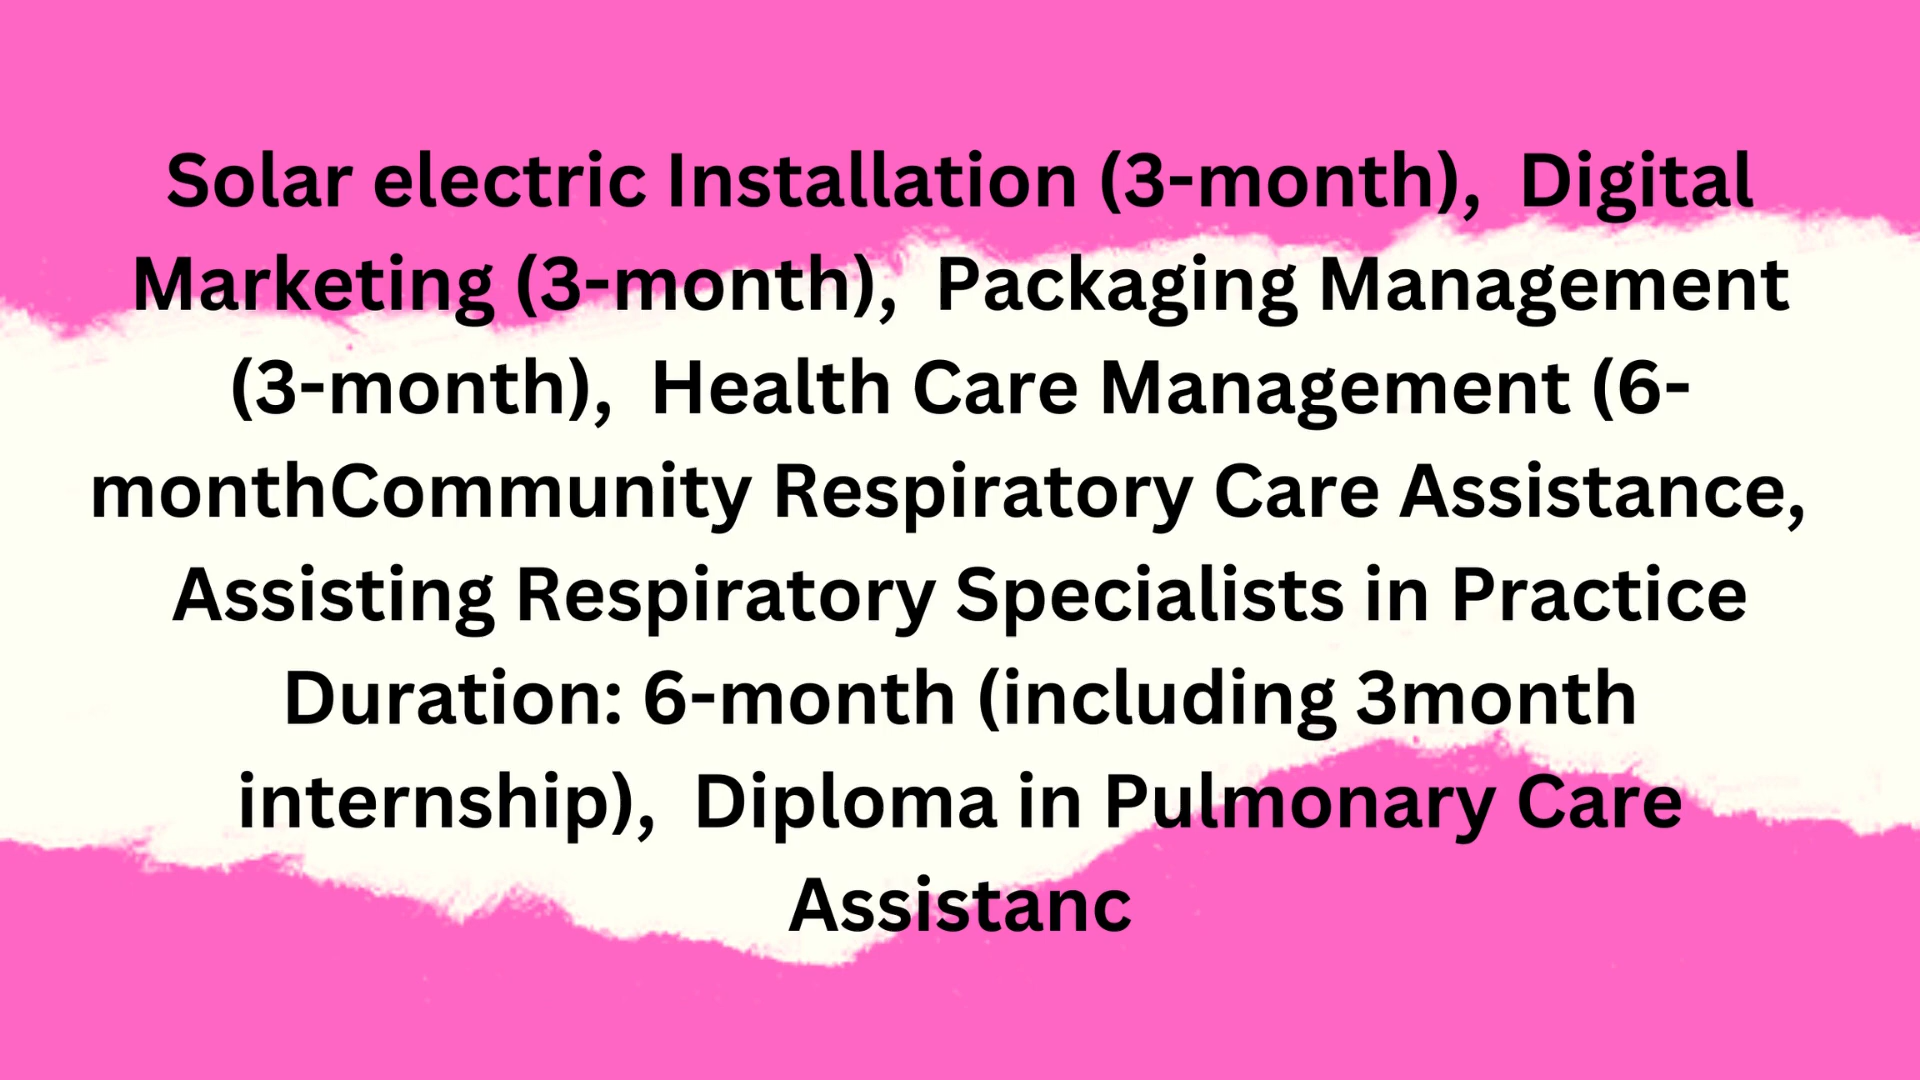 Solar electric Installation (3-month),  Digital
Marketing (3-month),  Packaging Management
(3-month),  Health Care Management (6-
monthCommunity Respiratory Care Assistance,
Assisting Respiratory Specialists in Practice
Duration: 6-month (including 3month
internship),  Diploma in Pulmonary Care
Assistanc